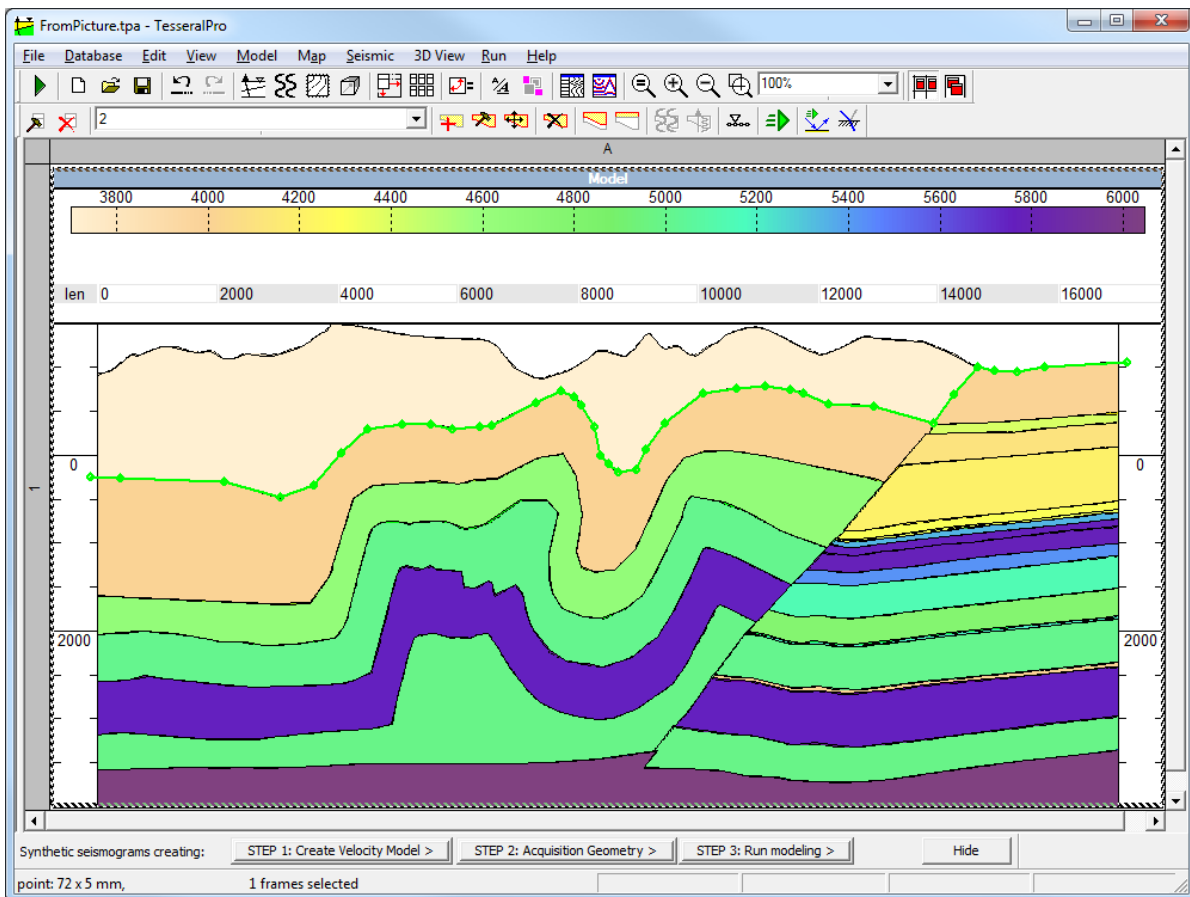 FromPicture.tpa - TesseralPro
File Database Edit View Model Map Seismic 3D View Run Help
100%
2
A
Model
3800 4000 4200 4400 4600 4800 5000 5200 5400 5600 5800 6000
len 0 2000 4000 6000 8000 10000 12000 14000 16000
0 0
1
2000 2000
Synthetic seismograms creating: STEP 1: Create Velocity Model > STEP 2: Acquisition Geometry > STEP 3: Run modeling > Hide
point: 72 x 5 mm, 1 frames selected